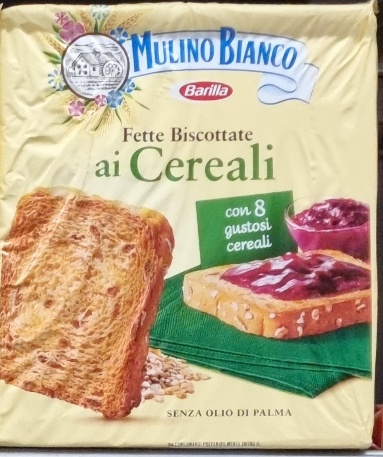 MULINO BIANCO
Barilla
Fette Biscottate
ai Cereali
con 8
gustosi
cereali
SENZA OLIO DI PALMA